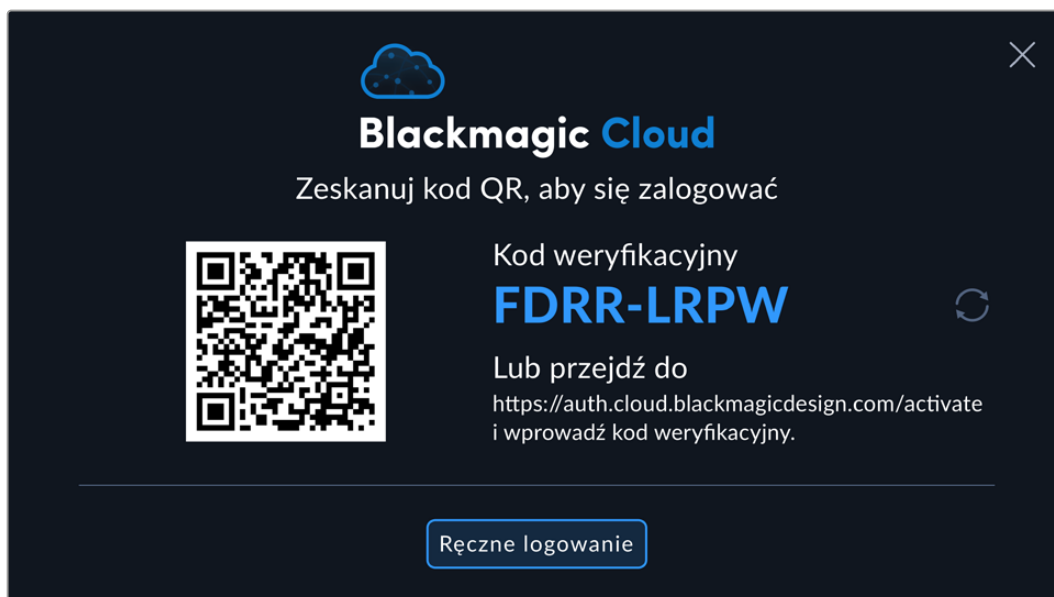 Blackmagic Cloud
Zeskanuj kod QR, aby się zalogować
Kod weryfikacyjny
FDRR-LRPW
Lub przejdź do
https://auth.cloud.blackmagicdesign.com/activate
i wprowadź kod weryfikacyjny.
Ręczne logowanie